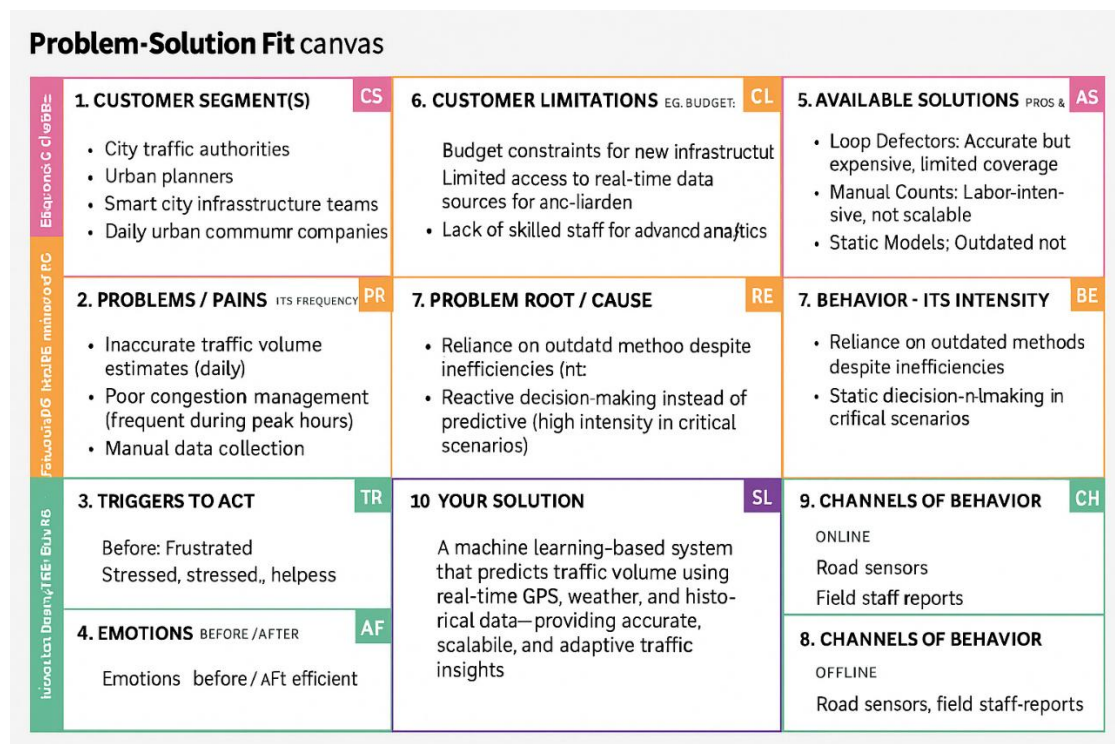 Problem-Solution Fit canvas
1. CUSTOMER SEGMENT(S) CS
• City traffic authorities
• Urban planners
• Smart city infrasstructure teams
• Daily urban commumr companies
6. CUSTOMER LIMITATIONS EG. BUDGET: CL
Budget constraints for new infrastructut
Limited access to real-time data
sources for anc-liarden
• Lack of skilled staff for advancd analtics
5. AVAILABLE SOLUTIONS PROS & AS
• Loop Defectors: Accurate but
expensive, limited coverage
• Manual Counts: Labor-inten-
sive, not scalable
• Static Models; Outdated not
2. PROBLEMS / PAINS ITS FREQUENCY PR
• Inaccurate traffic volume
estimates (daily)
• Poor congestion management
(frequent during peak hours)
• Manual data collection
7. PROBLEM ROOT / CAUSE RE
• Reliance on outdatd methoo despite
inefficiencies (nt:
• Reactive decision-making instead of
predictive (high intensity in critical
scenarios)
7. BEHAVIOR - ITS INTENSITY BE
• Reliance on outdated methods
despite inefficiencies
• Static diecision-n-lmaking in
crifical scenarios
3. TRIGGERS TO ACT TR
Before: Frustrated
Stressed, stressed,, helpess
4. EMOTIONS BEFORE / AFTER AF
Emotions before / AFt efficient
10 YOUR SOLUTION SL
A machine learning-based system
that predicts traffic volume using
real-time GPS, weather, and histo-
rical data—providing accurate,
scalabile, and adaptive traffic
insights
9. CHANNELS OF BEHAVIOR CH
ONLINE
Road sensors
Field staff reports
8. CHANNELS OF BEHAVIOR
OFFLINE
Road sensors, field staff-reports